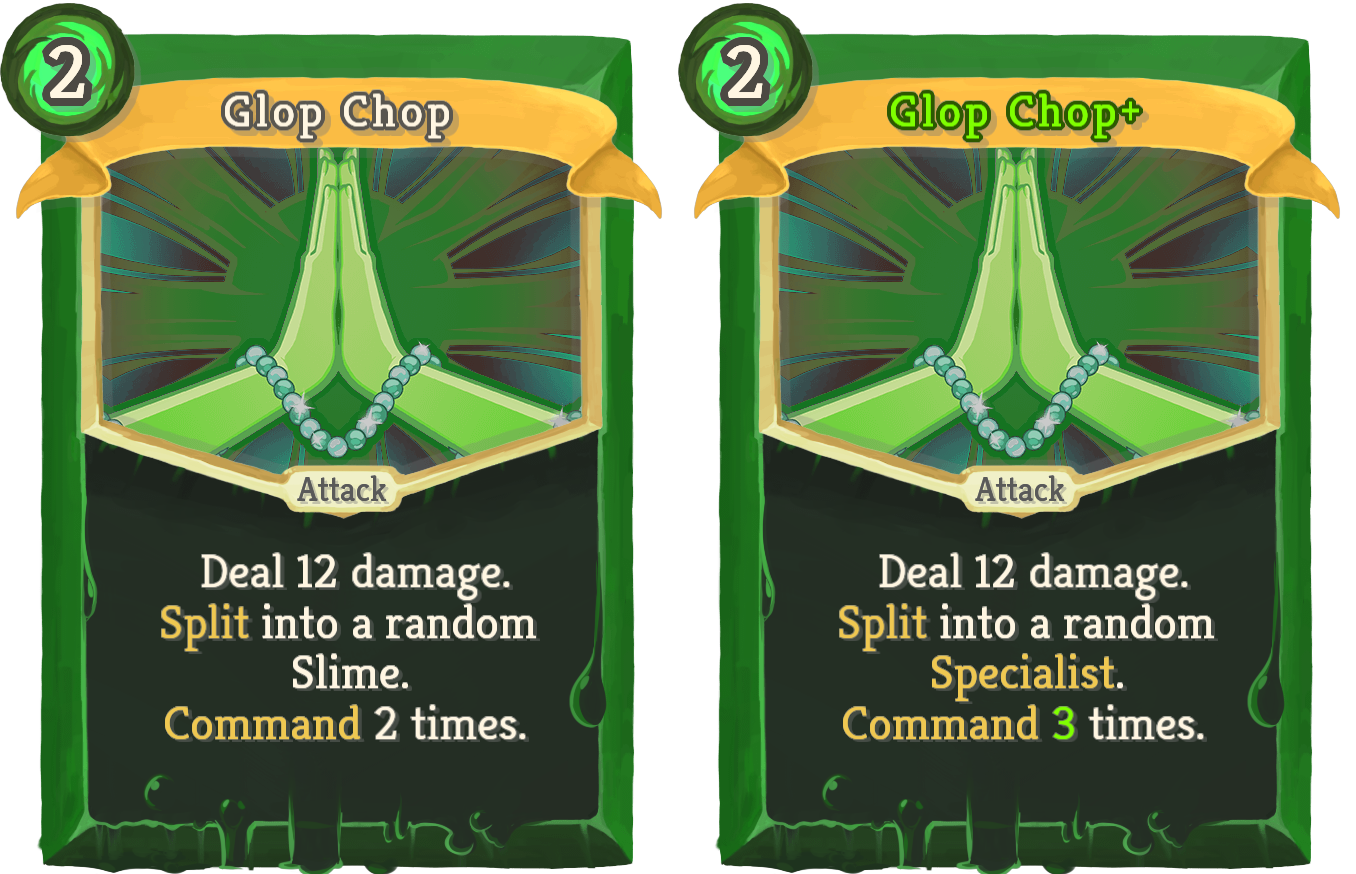 2
Glop Chop
Attack
Deal 12 damage.
Split into a random
Slime.
Command 2 times.
2
Glop Chop+
Attack
Deal 12 damage.
Split into a random
Specialist.
Command 3 times.